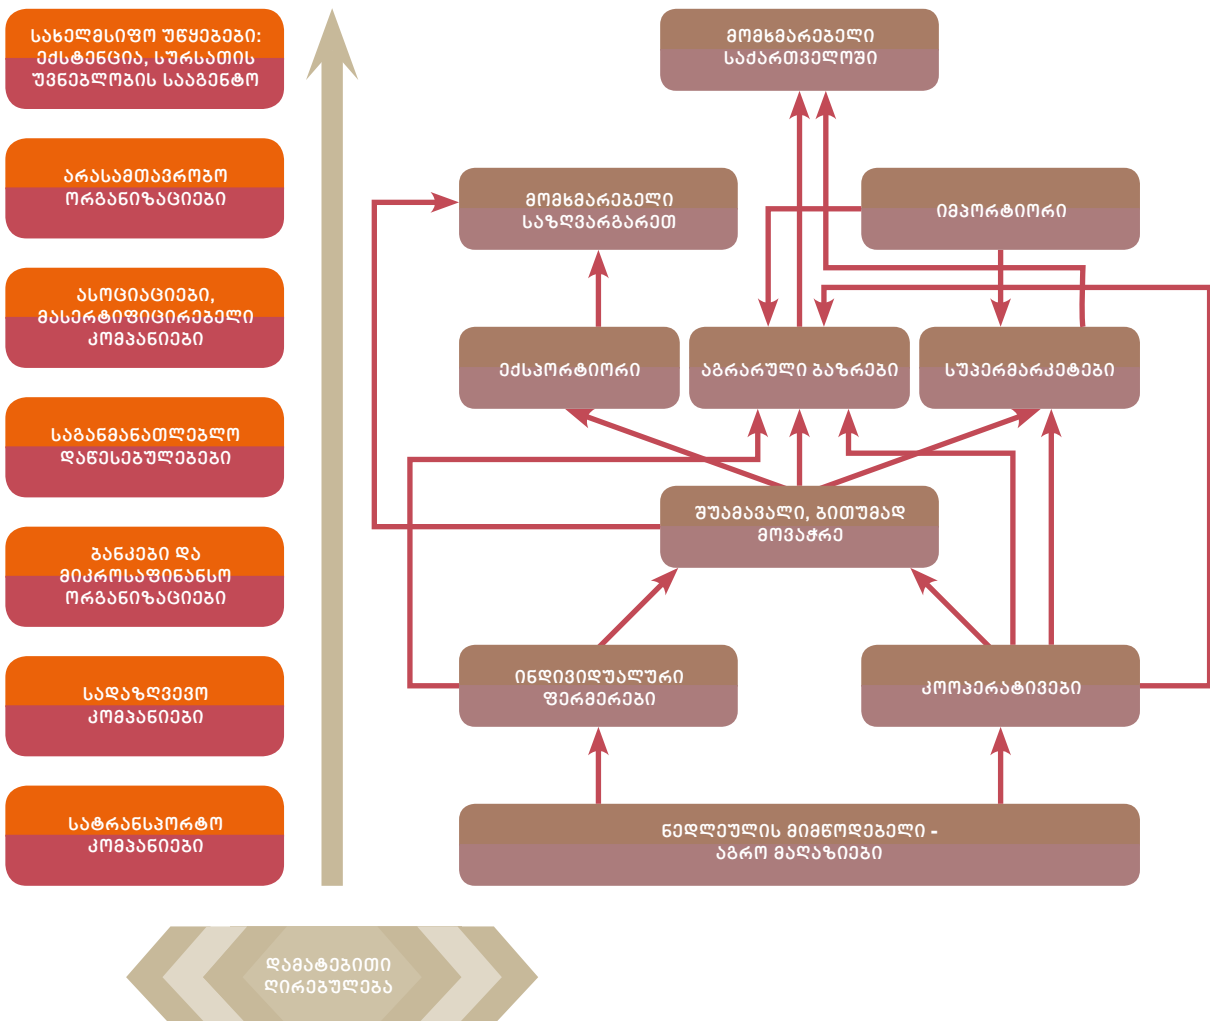 სახელმსიფო უწყებები:
ექსტენცია, სურსათის
უვნებლობის სააგენტო
არასამთავრობო
ორგანიზაციები
ასოციაციები,
მასერტიფიცირებელი
კომპანიები
საგანმანათლებლო
დაწესებულებები
ბანკები და
მიკროსაფინანსო
ორგანიზაციები
სადაზღვევო
კომპანიები
სატრანსპორტო
კომპანიები
მომხმარებელი
საქართველოში
მომხმარებელი
საზღვარგარეთ
იმპორტიორი
ექსპორტიორი
აგრარული ბაზრები
სუპერმარკეტები
შუამავალი, ბითუმად
მოვაჭრე
ინდივიდუალური
ფერმერები
კოოპერატივები
ნედლეულის მიმწოდებელი -
აგრო მაღაზიები
დამატებითი
ღირებულება